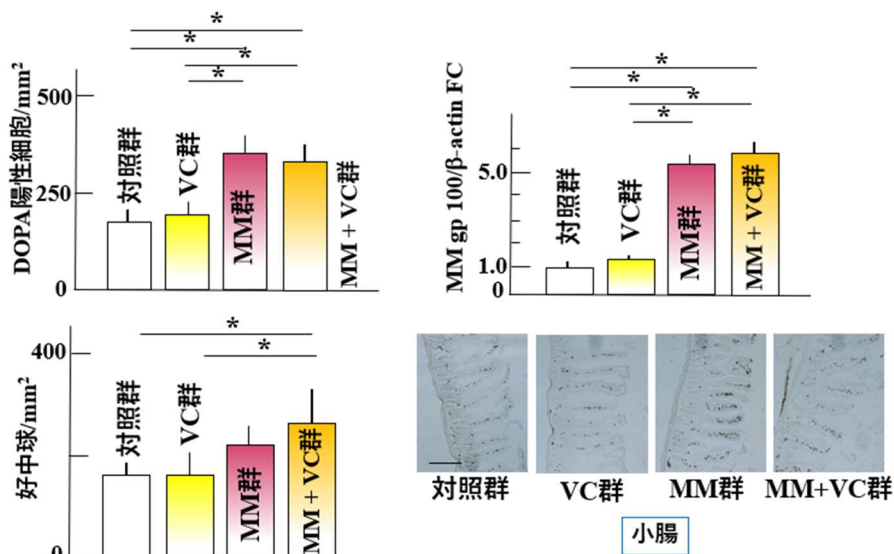 *
*
*
*
DOPA陽性細胞/mm²
500
250
0
対照群
VC群
MM群
MM + VC群
*
*
*
*
MM gp 100/β-actin FC
5.0
1.0
0
対照群
VC群
MM群
MM + VC群
*
*
好中球/mm²
400
0
対照群
VC群
MM群
MM + VC群
対照群
VC群
MM群
MM+VC群
小腸